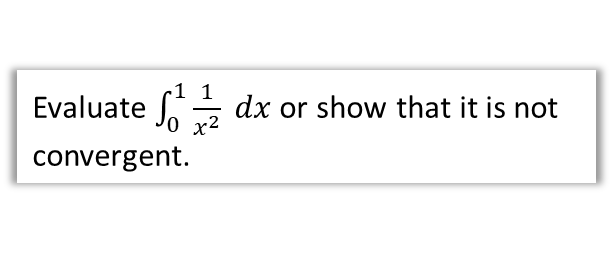 Evaluate ∫₀¹ 1/x² dx or show that it is not
convergent.